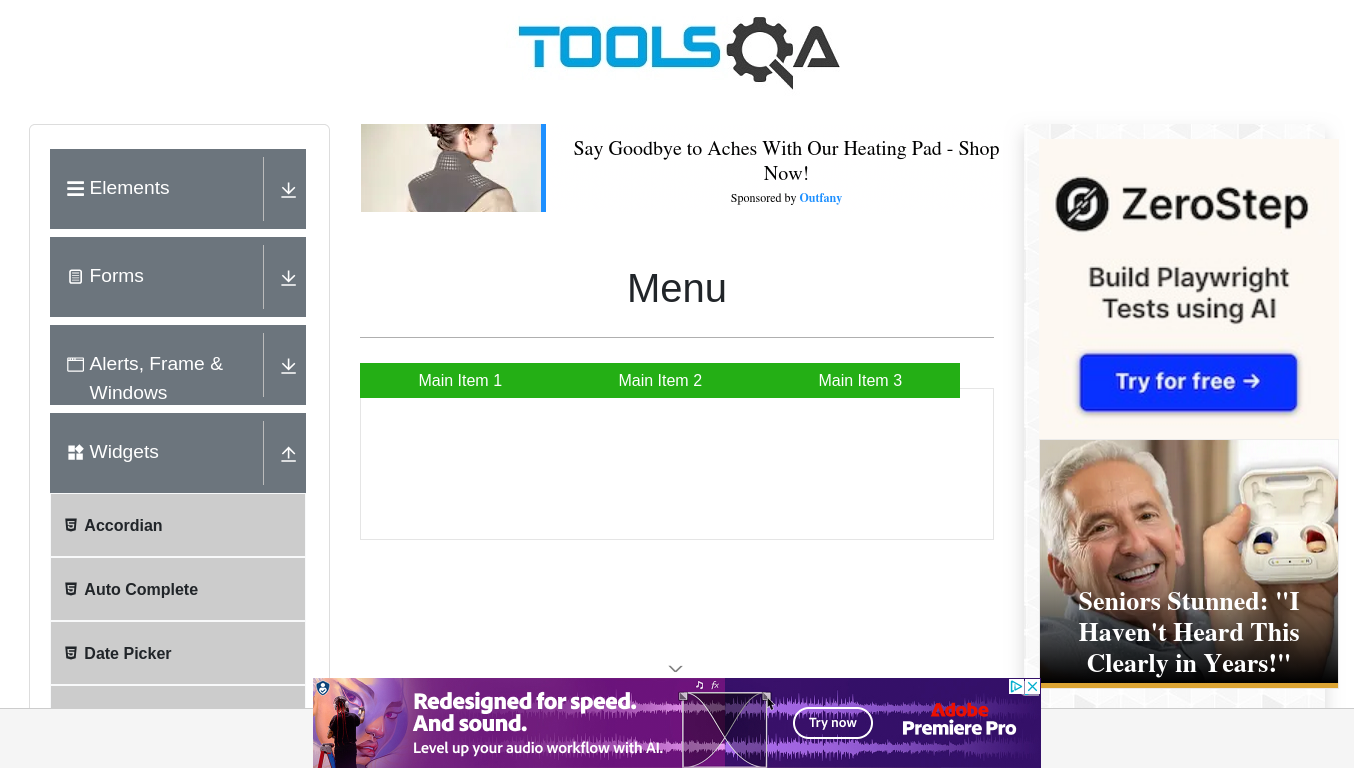 TOOLSQA
Elements
Forms
Alerts, Frame &
Windows
Widgets
Accordian
Auto Complete
Date Picker
Say Goodbye to Aches With Our Heating Pad - Shop
Now!
Sponsored by Outfany
Menu
Main Item 1
Main Item 2
Main Item 3
ZeroStep
Build Playwright
Tests using AI
Try for free →
Seniors Stunned: "I
Haven't Heard This
Clearly in Years!"
Redesigned for speed.
And sound.
Level up your audio workflow with AI.
fx
Try now
Adobe
Premiere Pro